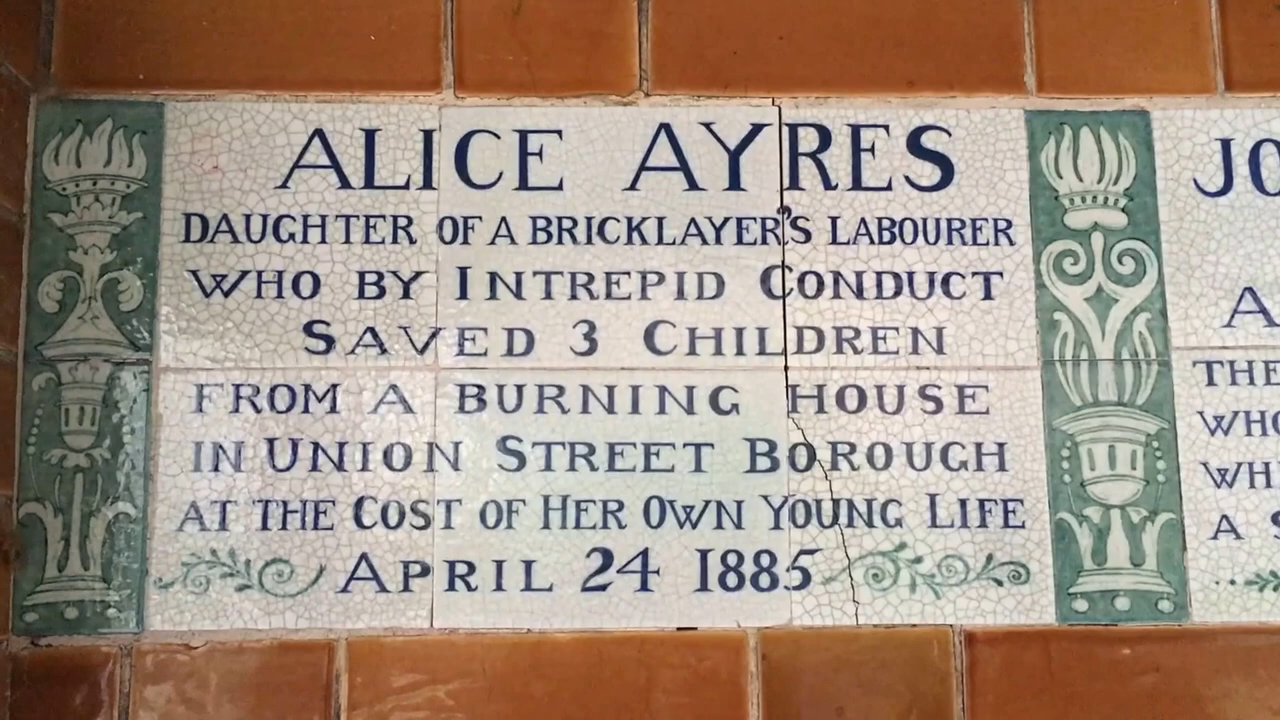 ALICE AYRES
DAUGHTER OF A BRICKLAYER'S LABOURER
WHO BY INTREPID CONDUCT
SAVED 3 CHILDREN
FROM A BURNING HOUSE
IN UNION STREET BOROUGH
AT THE COST OF HER OWN YOUNG LIFE
APRIL 24 1885
A
THE
A